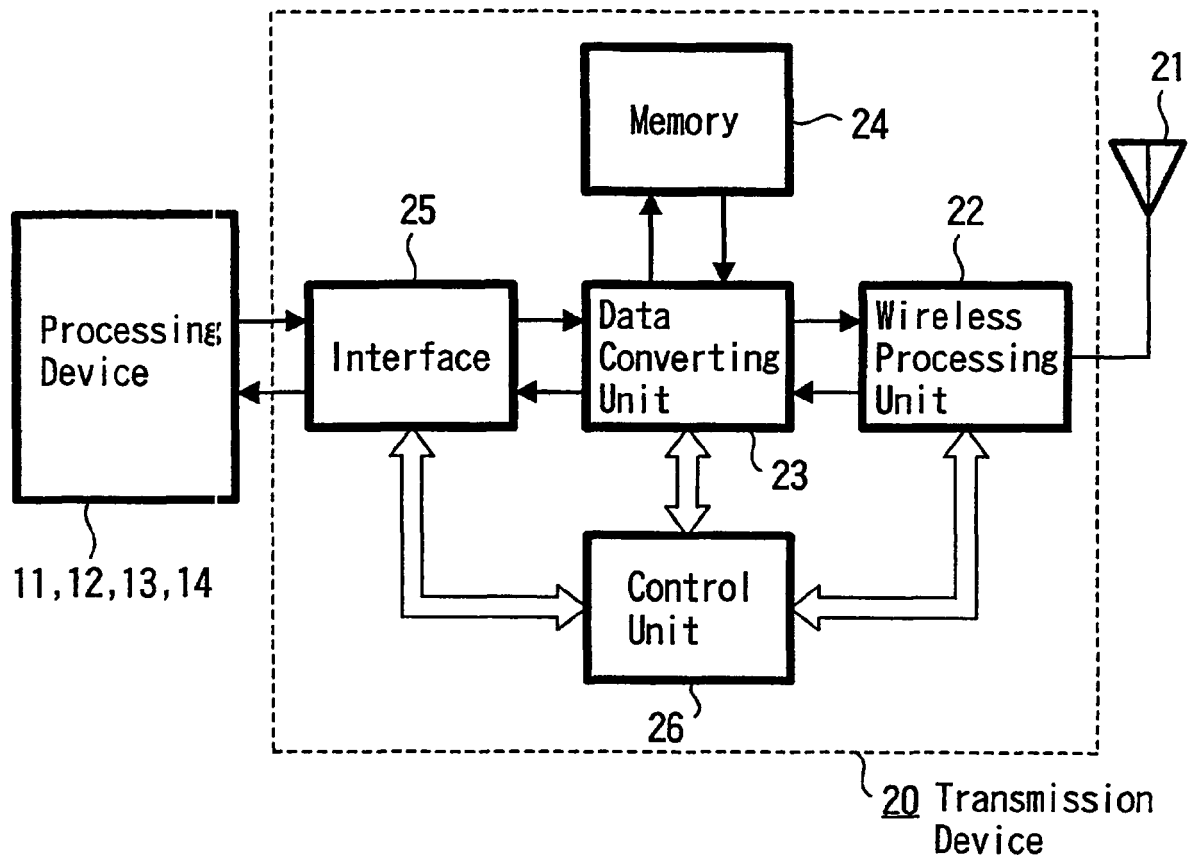 21
Memory
24
25
22
Processing
Device
Interface
Data
Converting
Unit
Wireless
Processing
Unit
23
11,12,13,14
Control
Unit
26
20 Transmission
Device